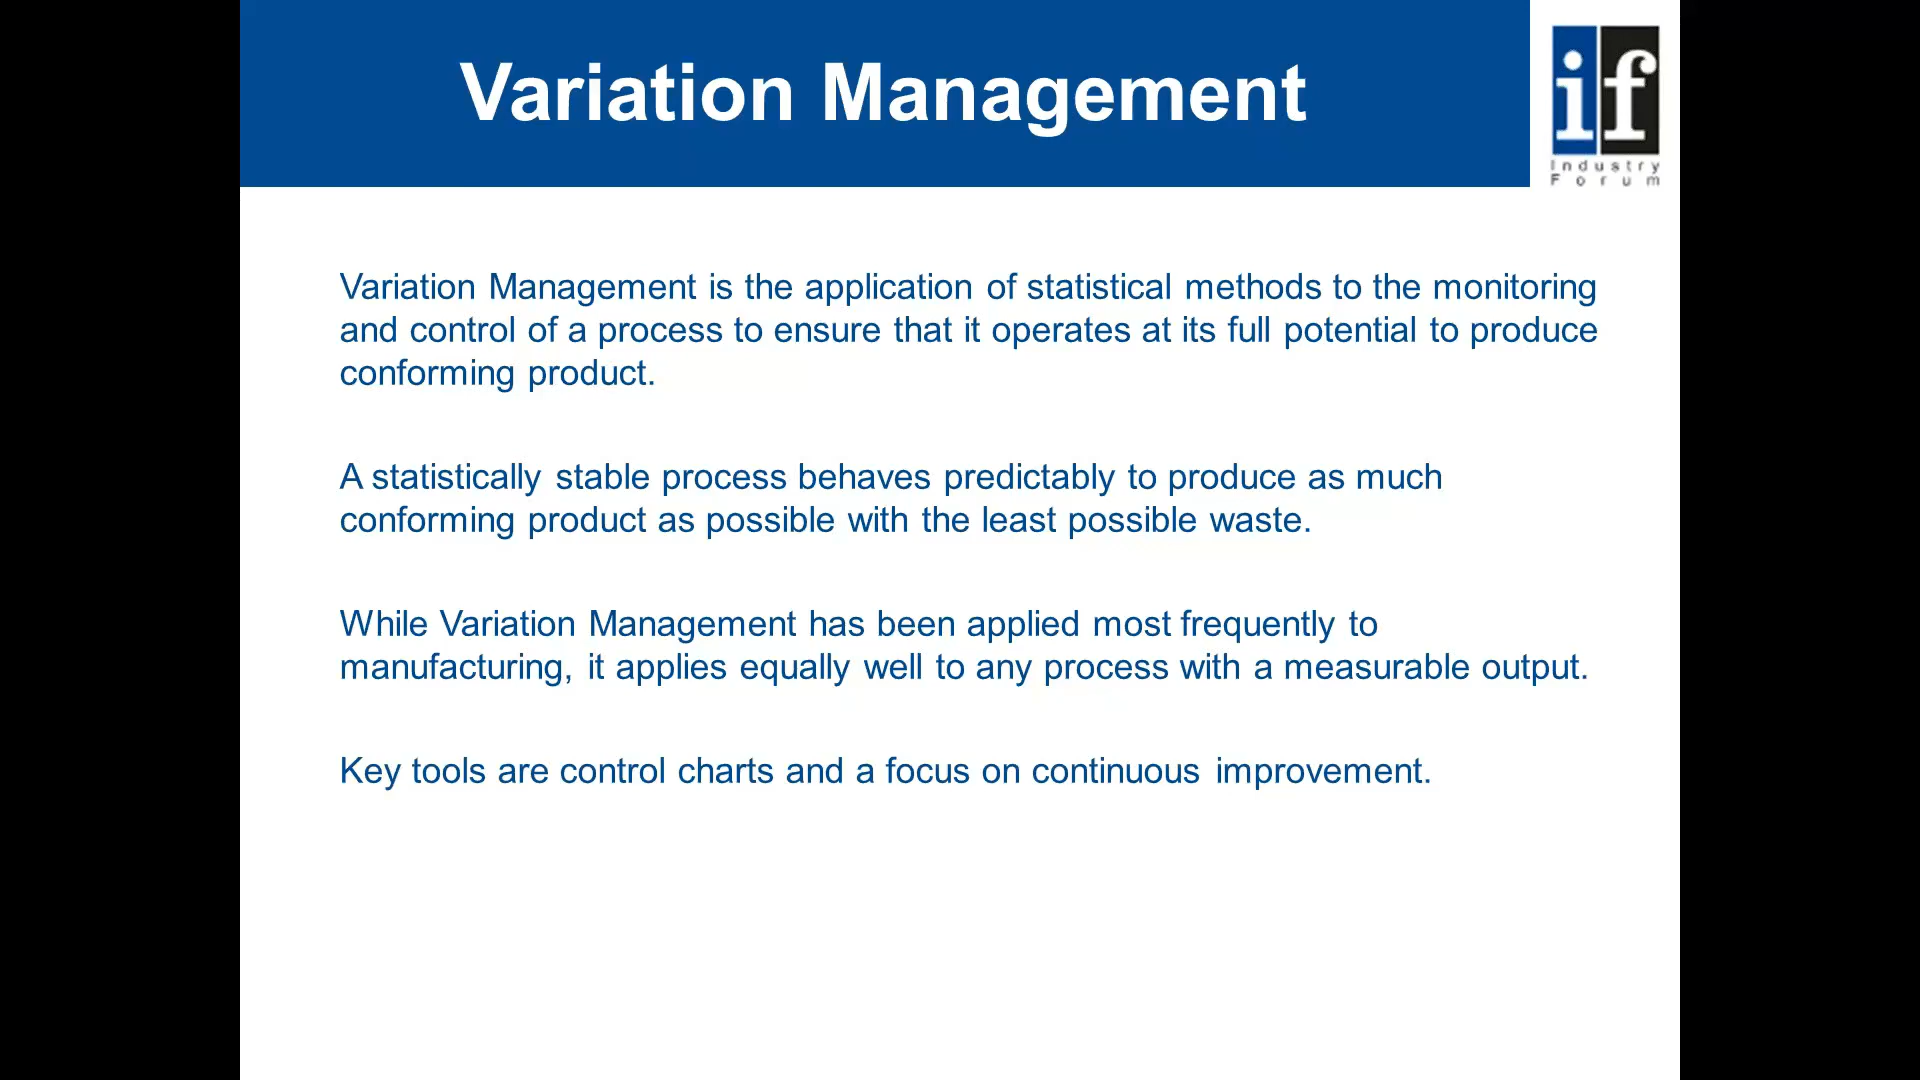 Variation Management
if
Industry
Forum
Variation Management is the application of statistical methods to the monitoring
and control of a process to ensure that it operates at its full potential to produce
conforming product.
A statistically stable process behaves predictably to produce as much
conforming product as possible with the least possible waste.
While Variation Management has been applied most frequently to
manufacturing, it applies equally well to any process with a measurable output.
Key tools are control charts and a focus on continuous improvement.